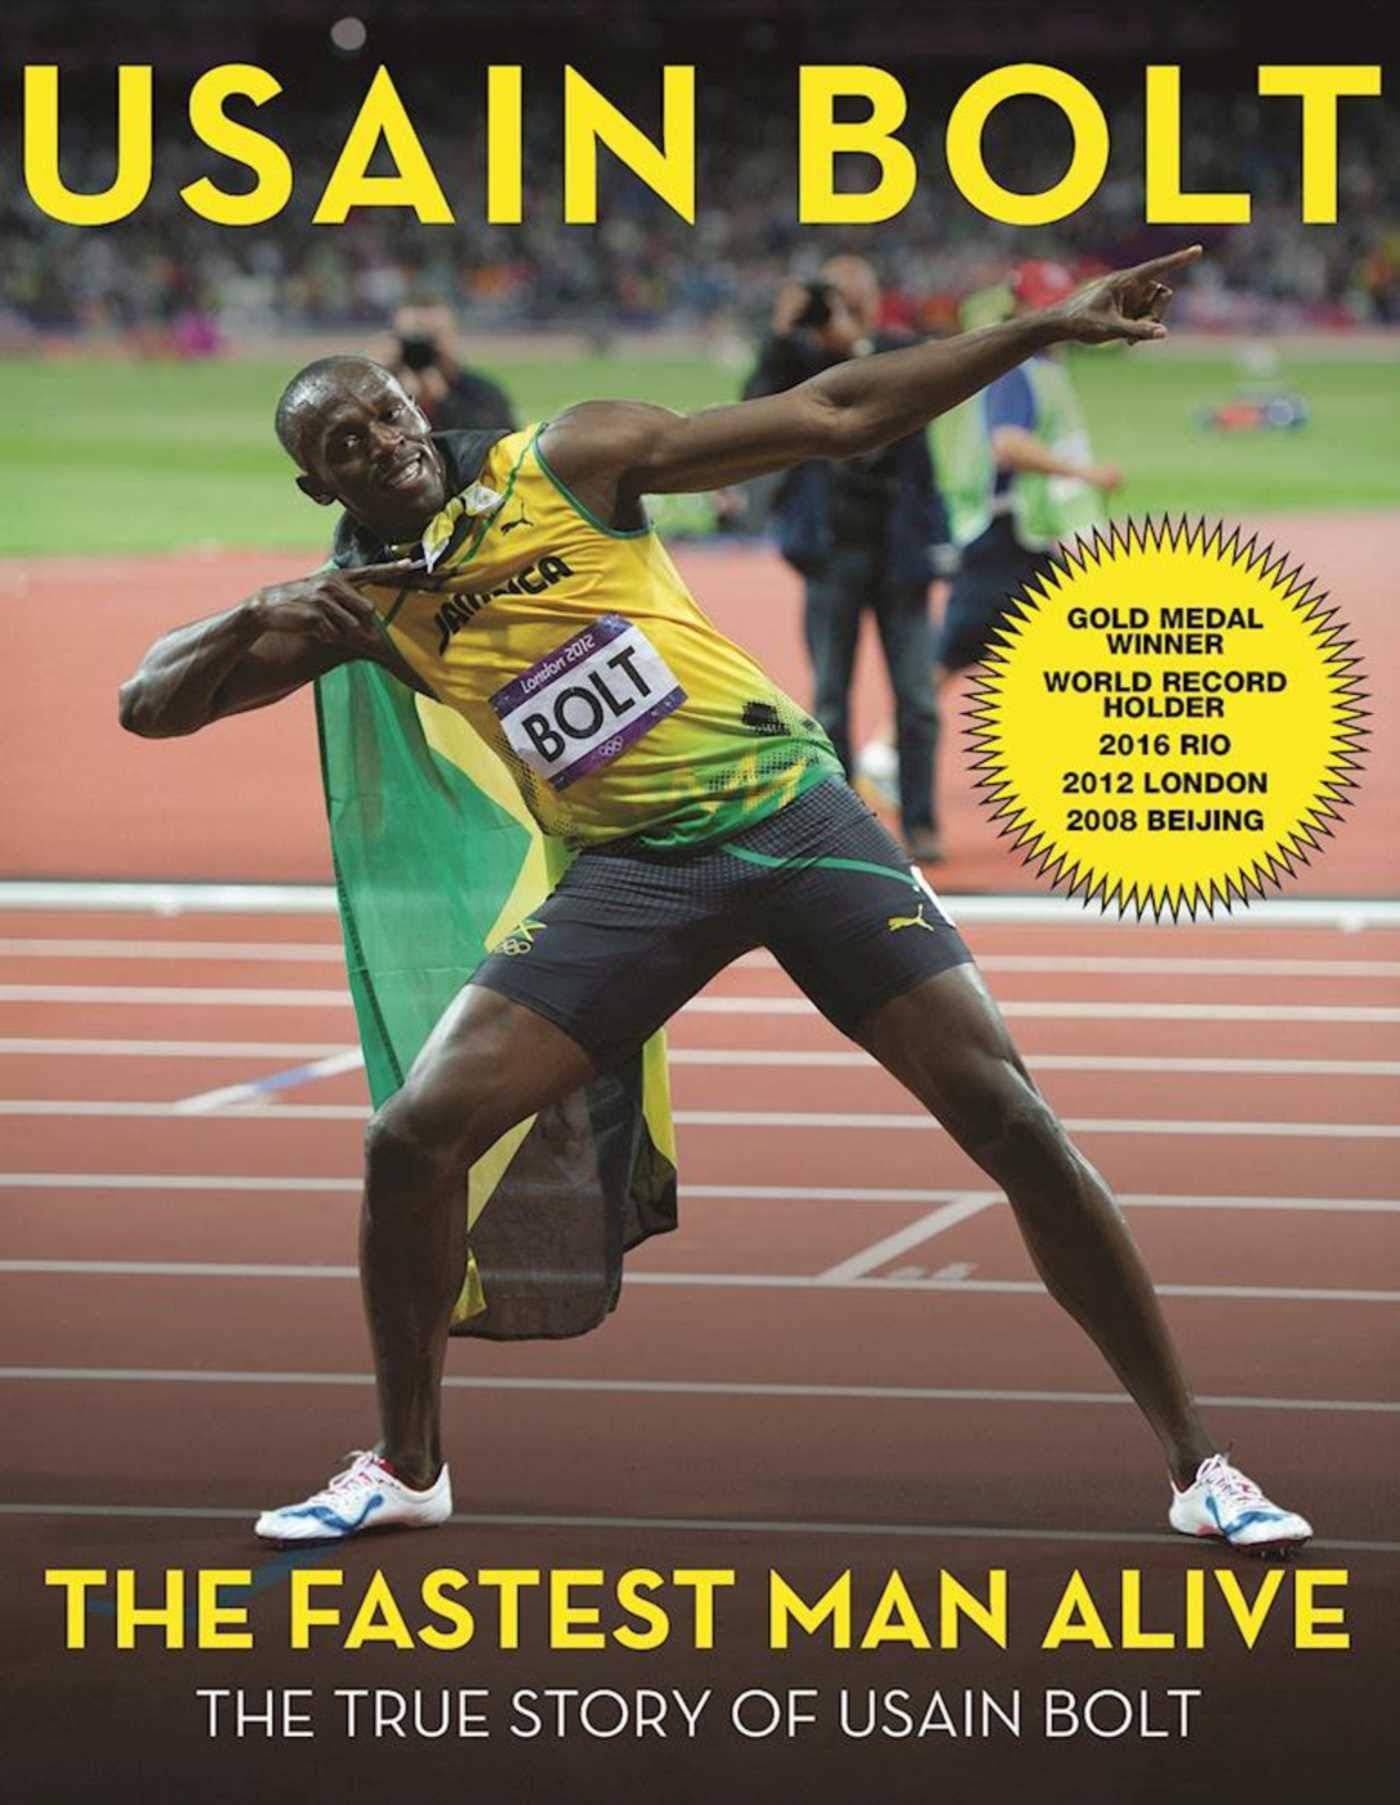 USAIN BOLT
JAMAICA
London 2012
BOLT
GOLD MEDAL
WINNER
WORLD RECORD
HOLDER
2016 RIO
2012 LONDON
2008 BEIJING
THE FASTEST MAN ALIVE
THE TRUE STORY OF USAIN BOLT